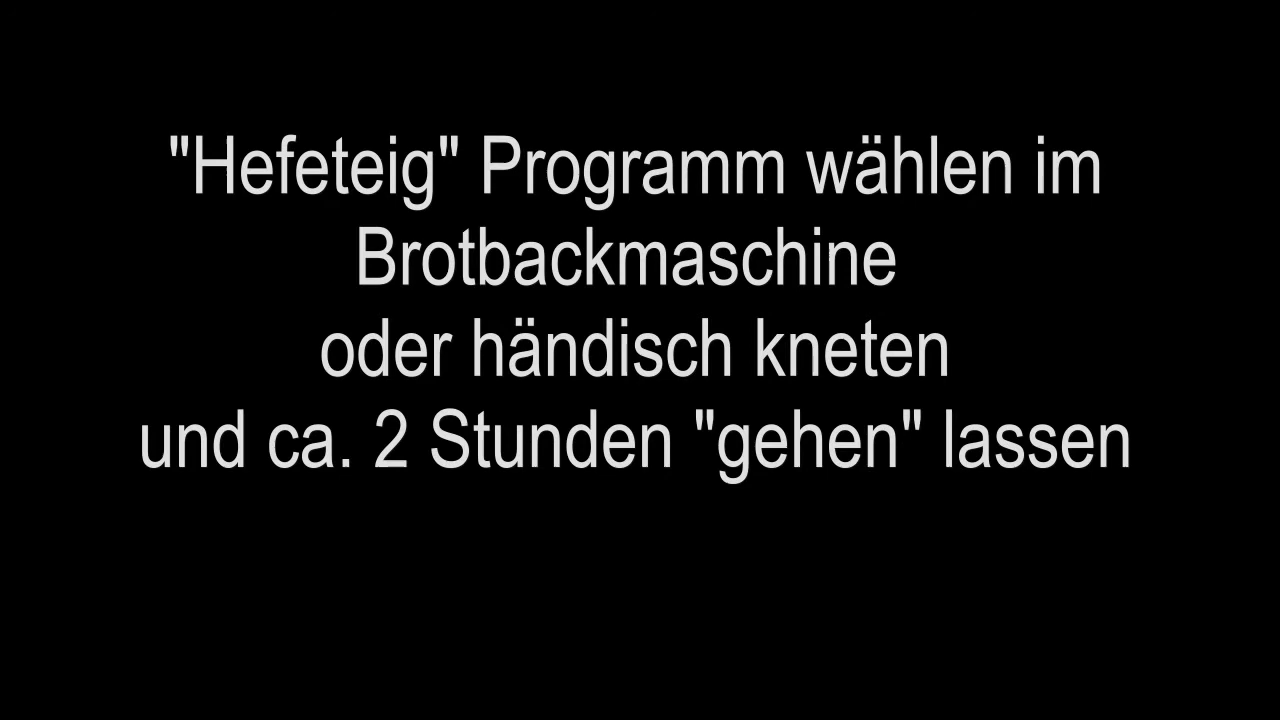 "Hefeteig" Programm wählen im
Brotbackmaschine
oder händisch kneten
und ca. 2 Stunden "gehen" lassen